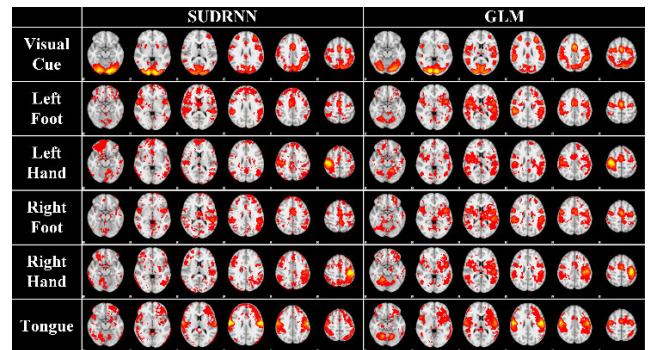 SUDRNN GLM
Visual
Cue
Left
Foot
Left
Hand
Right
Foot
Right
Hand
Tongue